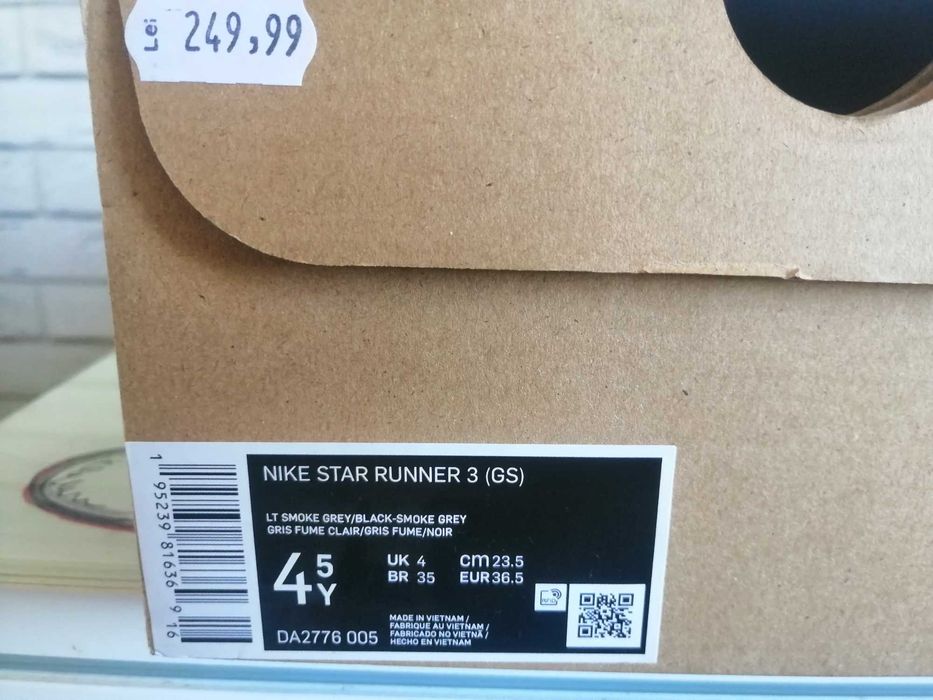 Lei 249,99
NIKE STAR RUNNER 3 (GS)
LT SMOKE GREY/BLACK-SMOKE GREY
GRIS FUME CLAIR/GRIS FUME/NOIR
4 5 Y
UK 4 cm 23.5
BR 35 EUR 36.5
DA2776 005
MADE IN VIETNAM /
FABRIQUE AU VIETNAM /
FABRICADO NO VIETNÃ /
HECHO EN VIETNAM
1 95239 81636 9 16